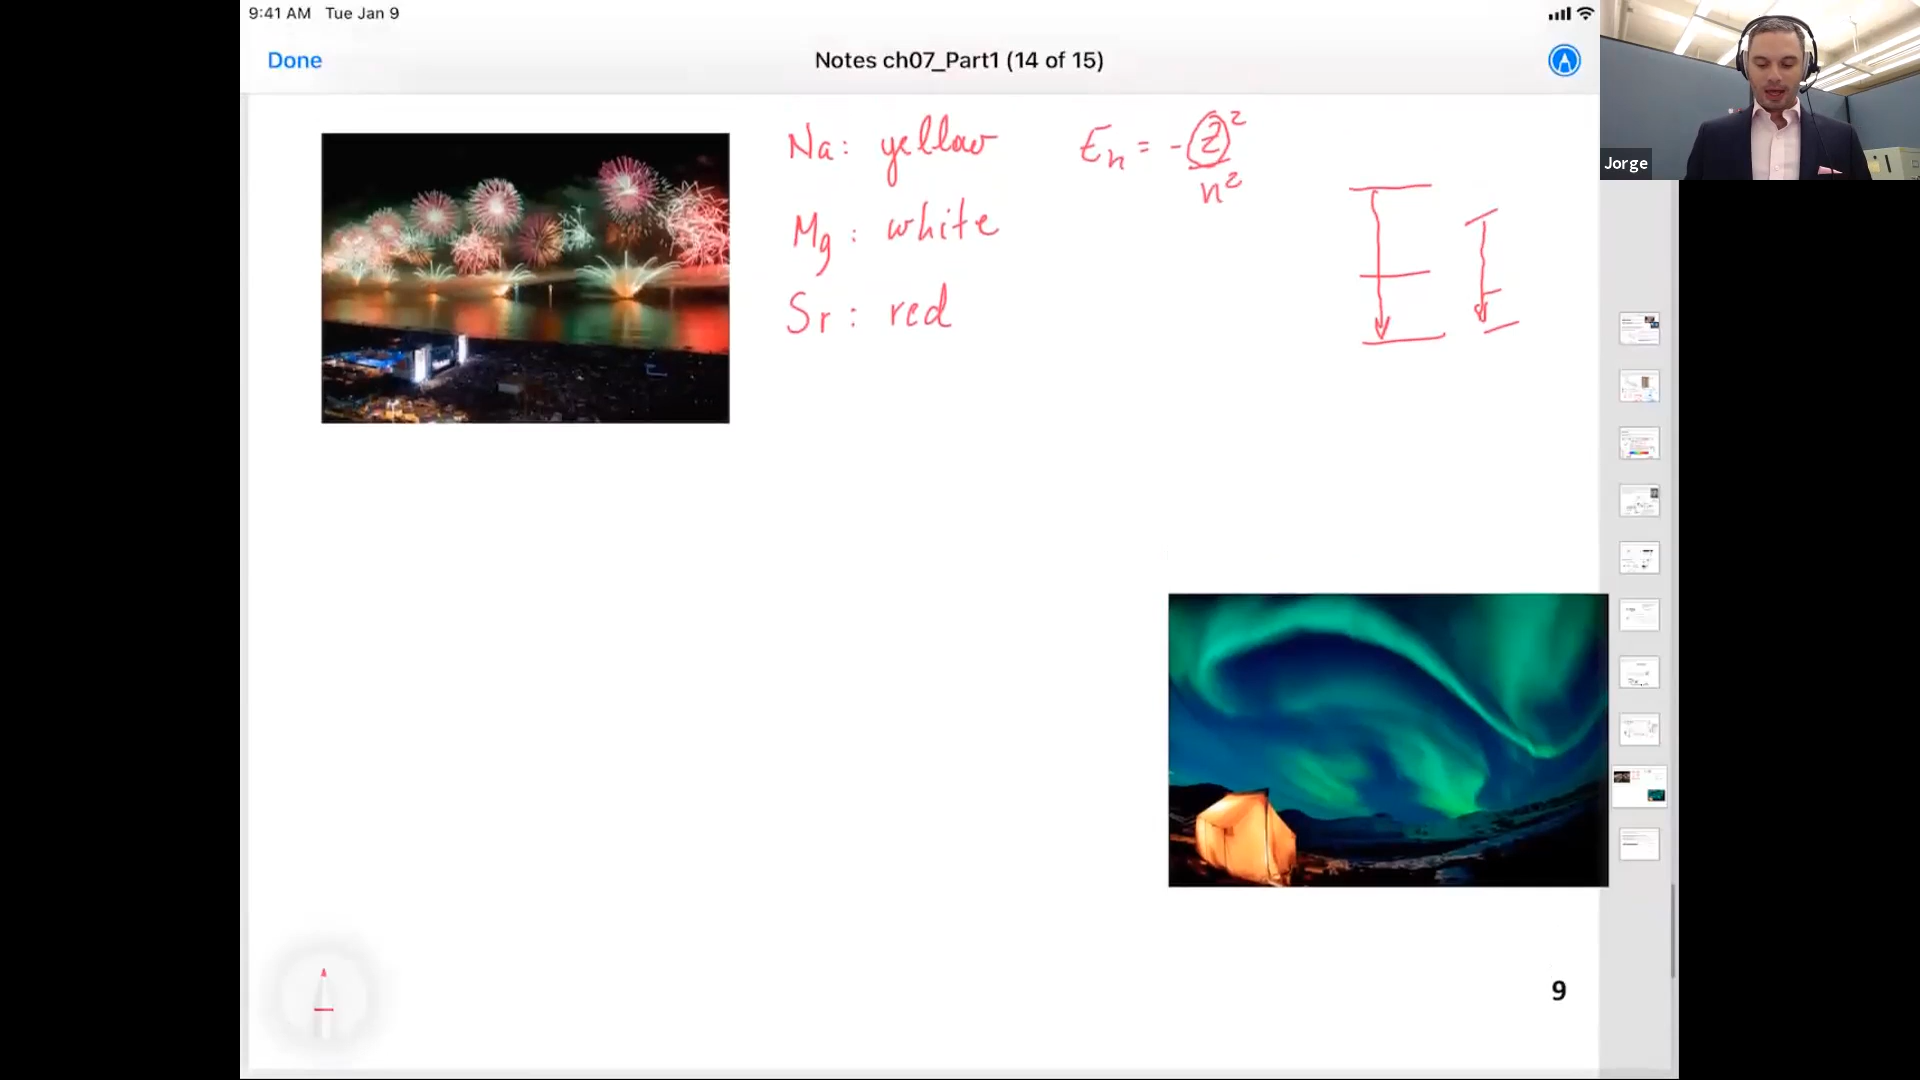 9:41 AM Tue Jan 9
Done
Notes ch07_Part1 (14 of 15)
Jorge
Na: yellow
Eₙ = -Z²
n²
Mg: white
Sr: red
9